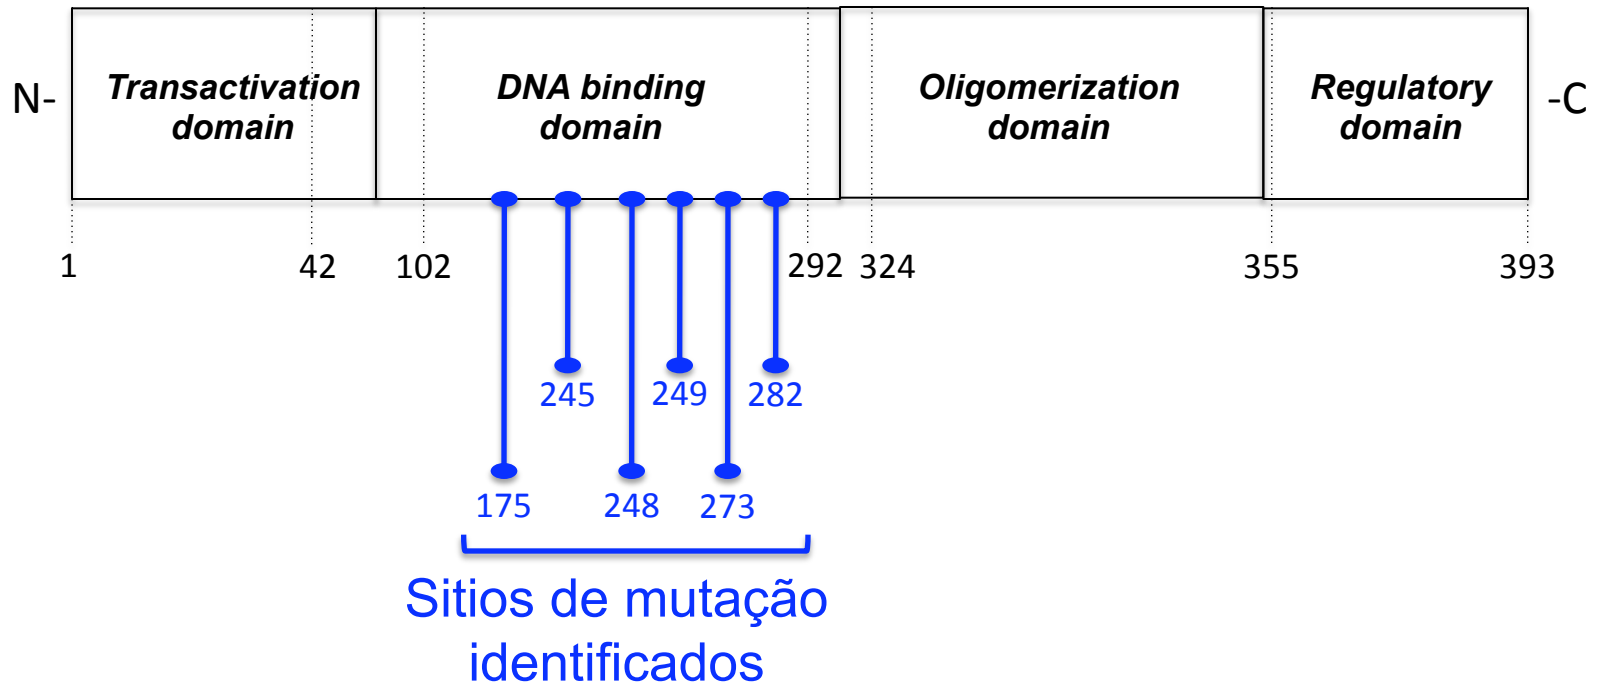 N-
Transactivation
domain
DNA binding
domain
Oligomerization
domain
Regulatory
domain
-C
1 42 102 292 324 355 393
245 249 282
175 248 273
Sitios de mutação
identificados